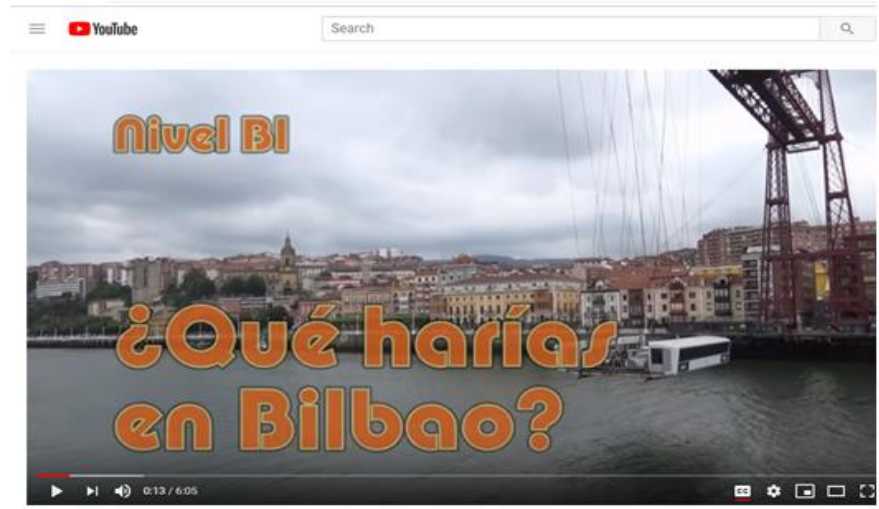 YouTube
Search
Nivel B1
¿Qué harías
en Bilbao?
0:13 / 6:05
CC